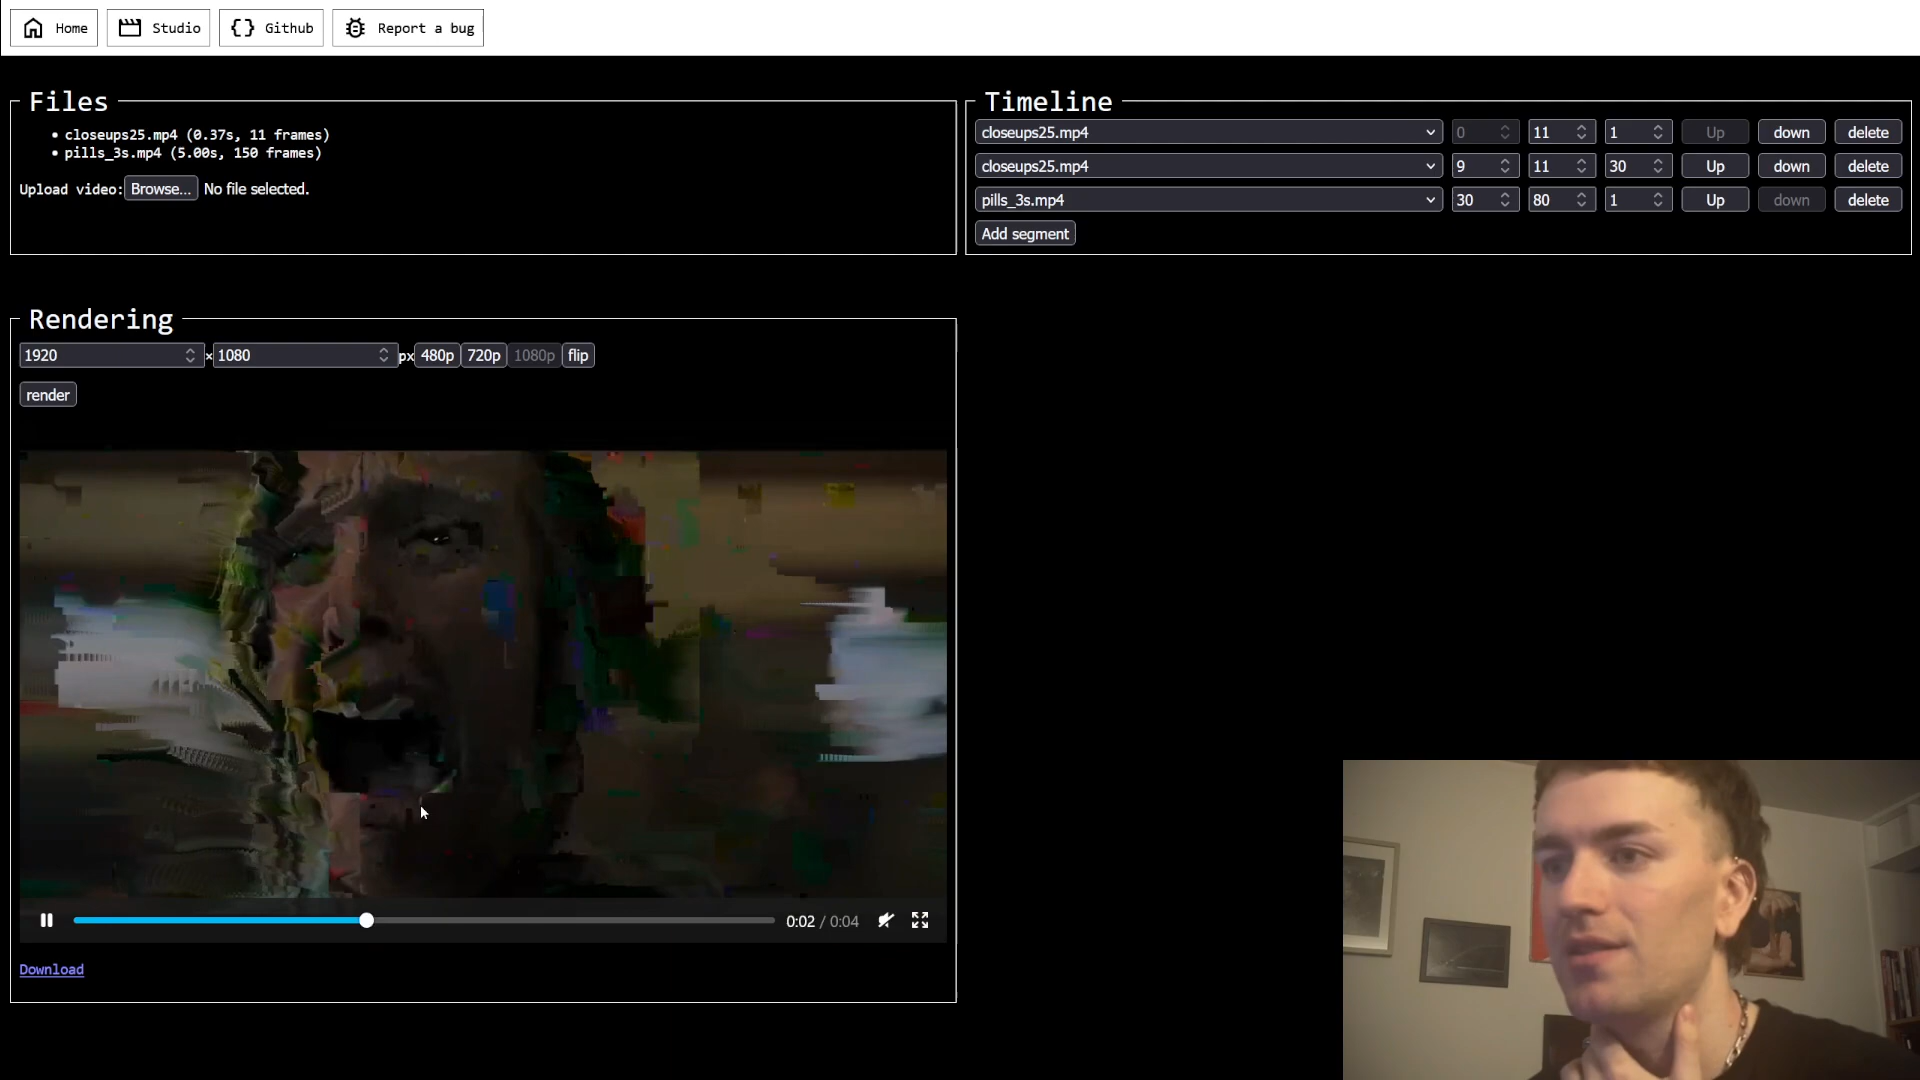 Home Studio Github Report a bug
Files
closeups25.mp4 (0.37s, 11 frames)
pills_3s.mp4 (5.00s, 150 frames)
Upload video: Browse... No file selected.
Timeline
closeups25.mp4 0 11 1 Up down delete
closeups25.mp4 9 11 30 Up down delete
pills_3s.mp4 30 80 1 Up down delete
Add segment
Rendering
1920 × 1080 px 480p 720p 1080p flip
render
0:02 / 0:04
Download